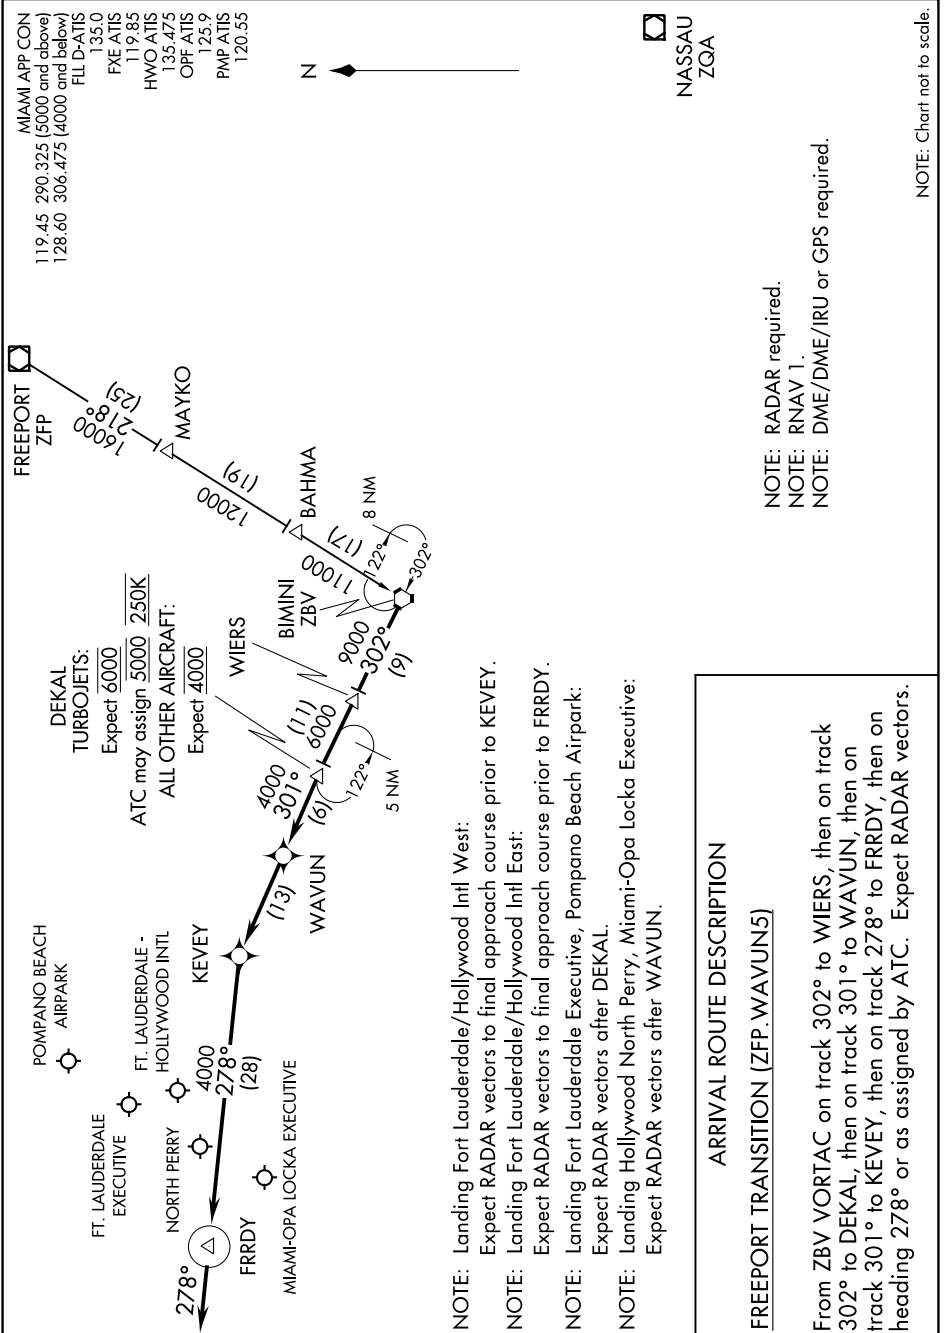 MIAMI APP CON
119.45 290.325 (5000 and above)
128.60 306.475 (4000 and below)
FLL D-ATIS
135.0
FXE ATIS
119.85
HWO ATIS
135.475
OPF ATIS
125.9
PMP ATIS
120.55
N
NASSAU
ZQA
FREEPORT
ZFP
16000
218°
(25)
MAYKO
12000
(19)
BAHMA
11000
(17)
8 NM
122°
302°
BIMINI
ZBV
9000
302°
(9)
WIERS
(11)
6000
DEKAL
TURBOJETS:
Expect 6000
ATC may assign 5000 250K
ALL OTHER AIRCRAFT:
Expect 4000
122°
5 NM
4000
301°
(6)
WAVUN
(13)
KEVEY
4000
278°
(28)
FRRDY
278°
POMPANO BEACH
AIRPARK
FT. LAUDERDALE -
HOLLYWOOD INTL
FT. LAUDERDALE
EXECUTIVE
NORTH PERRY
MIAMI-OPA LOCKA EXECUTIVE
NOTE: Landing Fort Lauderdale/Hollywood Intl West:
Expect RADAR vectors to final approach course prior to KEVEY.
NOTE: Landing Fort Lauderdale/Hollywood Intl East:
Expect RADAR vectors to final approach course prior to FRRDY.
NOTE: Landing Fort Lauderdale Executive, Pompano Beach Airpark:
Expect RADAR vectors after DEKAL.
NOTE: Landing Hollywood North Perry, Miami-Opa Locka Executive:
Expect RADAR vectors after WAVUN.
NOTE: RADAR required.
NOTE: RNAV 1.
NOTE: DME/DME/IRU or GPS required.
NOTE: Chart not to scale.
ARRIVAL ROUTE DESCRIPTION
FREEPORT TRANSITION (ZFP.WAVUN5)
From ZBV VORTAC on track 302° to WIERS, then on track
302° to DEKAL, then on track 301° to WAVUN, then on
track 301° to KEVEY, then on track 278° to FRRDY, then on
heading 278° or as assigned by ATC. Expect RADAR vectors.